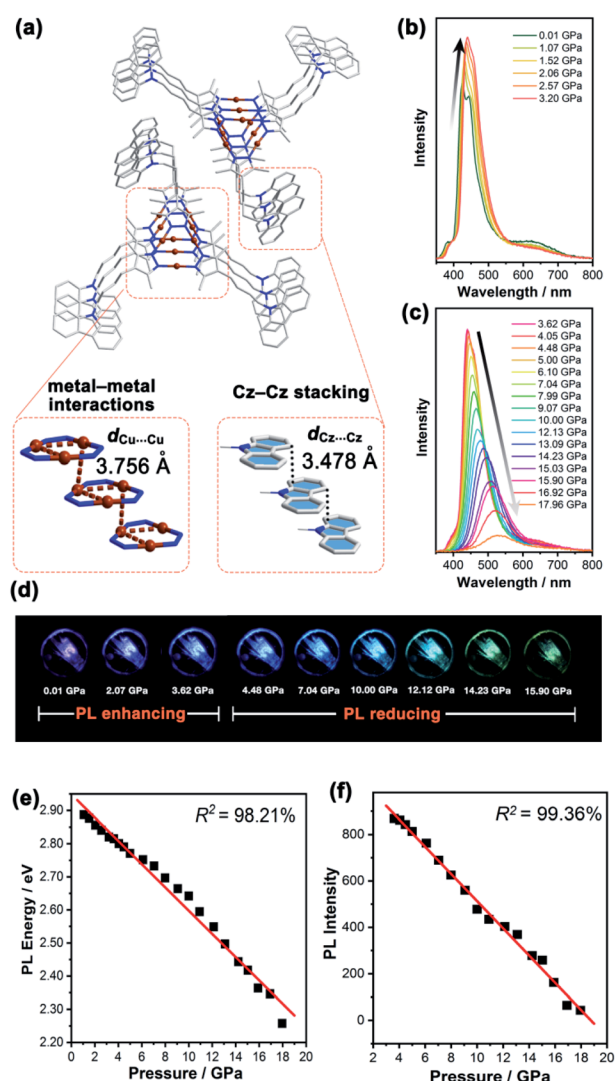 (a)
metal–metal
interactions
d Cu···Cu
3.756 Å
Cz–Cz stacking
d Cz···Cz
3.478 Å
(b)
Intensity
0.01 GPa
1.07 GPa
1.52 GPa
2.06 GPa
2.57 GPa
3.20 GPa
400 500 600 700 800
Wavelength / nm
(c)
Intensity
3.62 GPa
4.05 GPa
4.48 GPa
5.00 GPa
6.10 GPa
7.04 GPa
7.99 GPa
9.07 GPa
10.00 GPa
12.13 GPa
13.09 GPa
14.23 GPa
15.03 GPa
15.90 GPa
16.92 GPa
17.96 GPa
400 500 600 700 800
Wavelength / nm
(d)
0.01 GPa 2.07 GPa 3.62 GPa 4.48 GPa 7.04 GPa 10.00 GPa 12.12 GPa 14.23 GPa 15.90 GPa
PL enhancing PL reducing
(e)
R² = 98.21%
PL Energy / eV
2.90
2.80
2.70
2.60
2.50
2.40
2.30
2.20
0 2 4 6 8 10 12 14 16 18 20
Pressure / GPa
(f)
R² = 99.36%
PL Intensity
800
600
400
200
0
2 4 6 8 10 12 14 16 18 20
Pressure / GPa